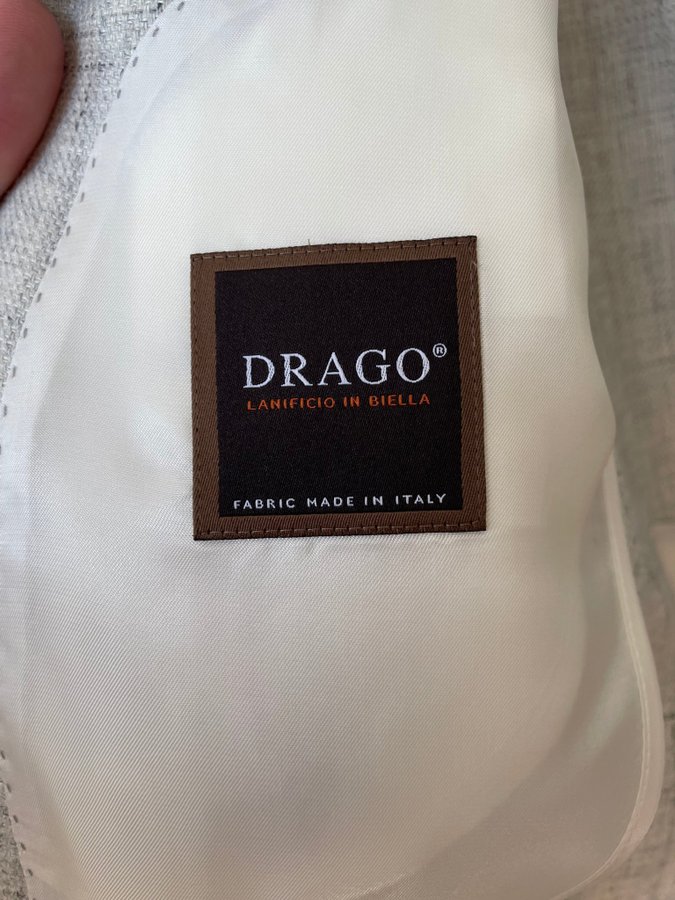 DRAGO®
LANIFICIO IN BIELLA
FABRIC MADE IN ITALY